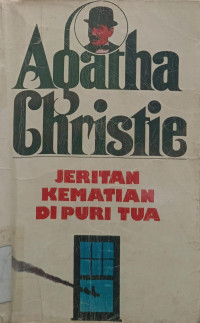 Agatha
Christie
JERITAN
KEMATIAN
DI PURI TUA